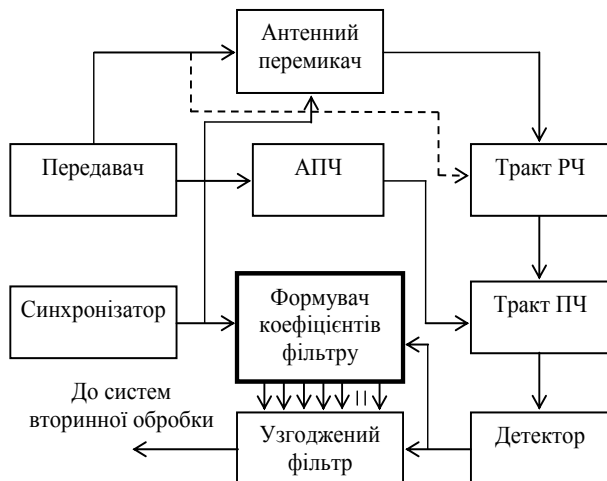 Антенний
перемикач
Передавач
АПЧ
Тракт РЧ
Синхронізатор
Формувач
коефіцієнтів
фільтру
Тракт ПЧ
До систем
вторинної обробки
Узгоджений
фільтр
Детектор